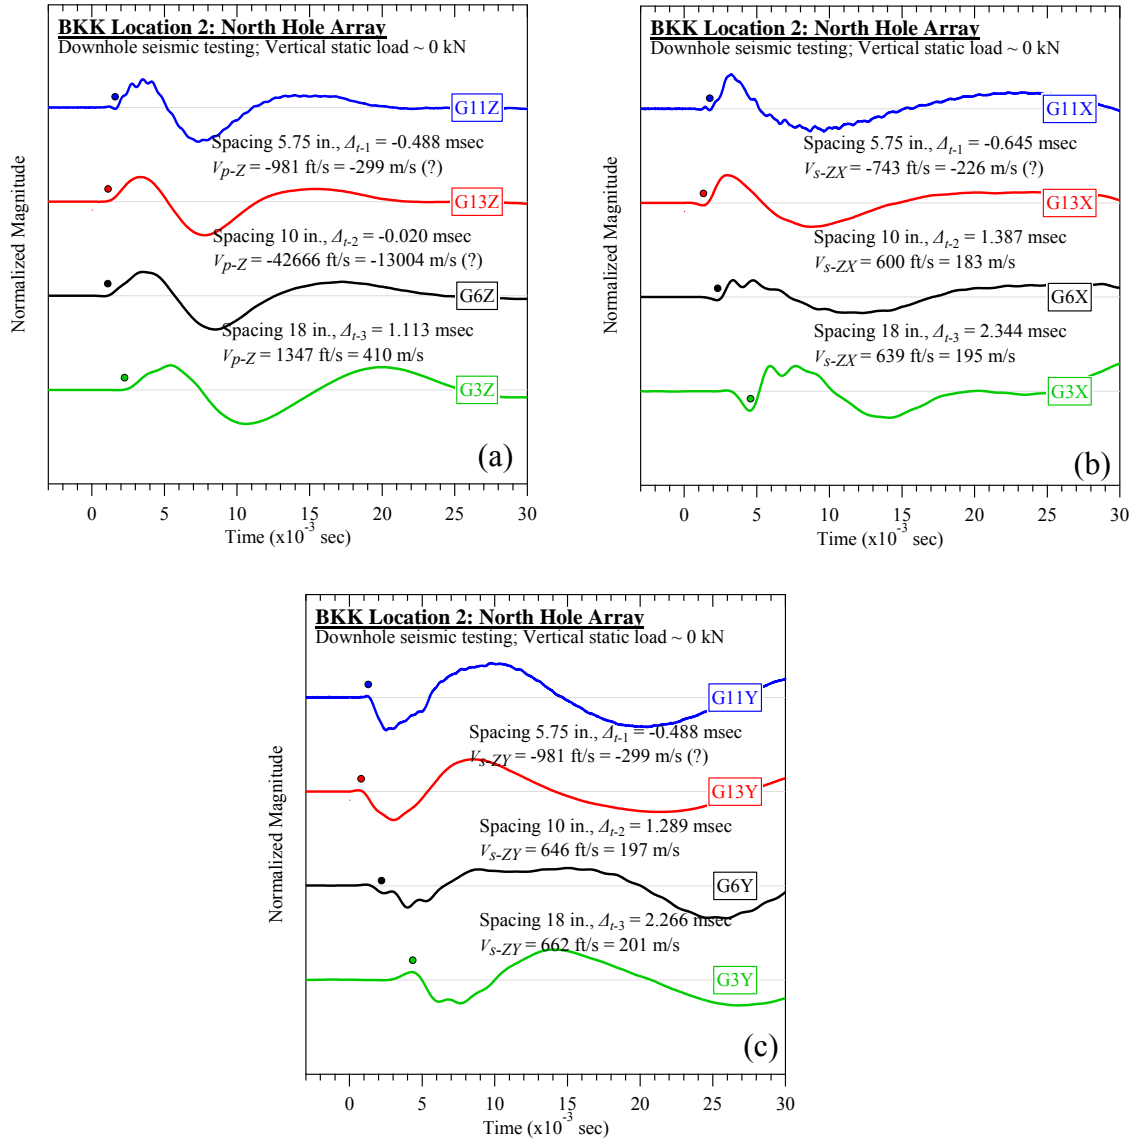 BKK Location 2: North Hole Array
Downhole seismic testing; Vertical static load ~ 0 kN
G11Z
Spacing 5.75 in., Δt-1 = -0.488 msec
Vp-Z = -981 ft/s = -299 m/s (?)
G13Z
Spacing 10 in., Δt-2 = -0.020 msec
Vp-Z = -42666 ft/s = -13004 m/s (?)
G6Z
Spacing 18 in., Δt-3 = 1.113 msec
Vp-Z = 1347 ft/s = 410 m/s
G3Z
(a)
Normalized Magnitude
0 5 10 15 20 25 30
Time (x10-3 sec)
BKK Location 2: North Hole Array
Downhole seismic testing; Vertical static load ~ 0 kN
G11X
Spacing 5.75 in., Δt-1 = -0.645 msec
Vs-ZX = -743 ft/s = -226 m/s (?)
G13X
Spacing 10 in., Δt-2 = 1.387 msec
Vs-ZX = 600 ft/s = 183 m/s
G6X
Spacing 18 in., Δt-3 = 2.344 msec
Vs-ZX = 639 ft/s = 195 m/s
G3X
(b)
Normalized Magnitude
0 5 10 15 20 25 30
Time (x10-3 sec)
BKK Location 2: North Hole Array
Downhole seismic testing; Vertical static load ~ 0 kN
G11Y
Spacing 5.75 in., Δt-1 = -0.488 msec
Vs-ZY = -981 ft/s = -299 m/s (?)
G13Y
Spacing 10 in., Δt-2 = 1.289 msec
Vs-ZY = 646 ft/s = 197 m/s
G6Y
Spacing 18 in., Δt-3 = 2.266 msec
Vs-ZY = 662 ft/s = 201 m/s
G3Y
(c)
Normalized Magnitude
0 5 10 15 20 25 30
Time (x10-3 sec)